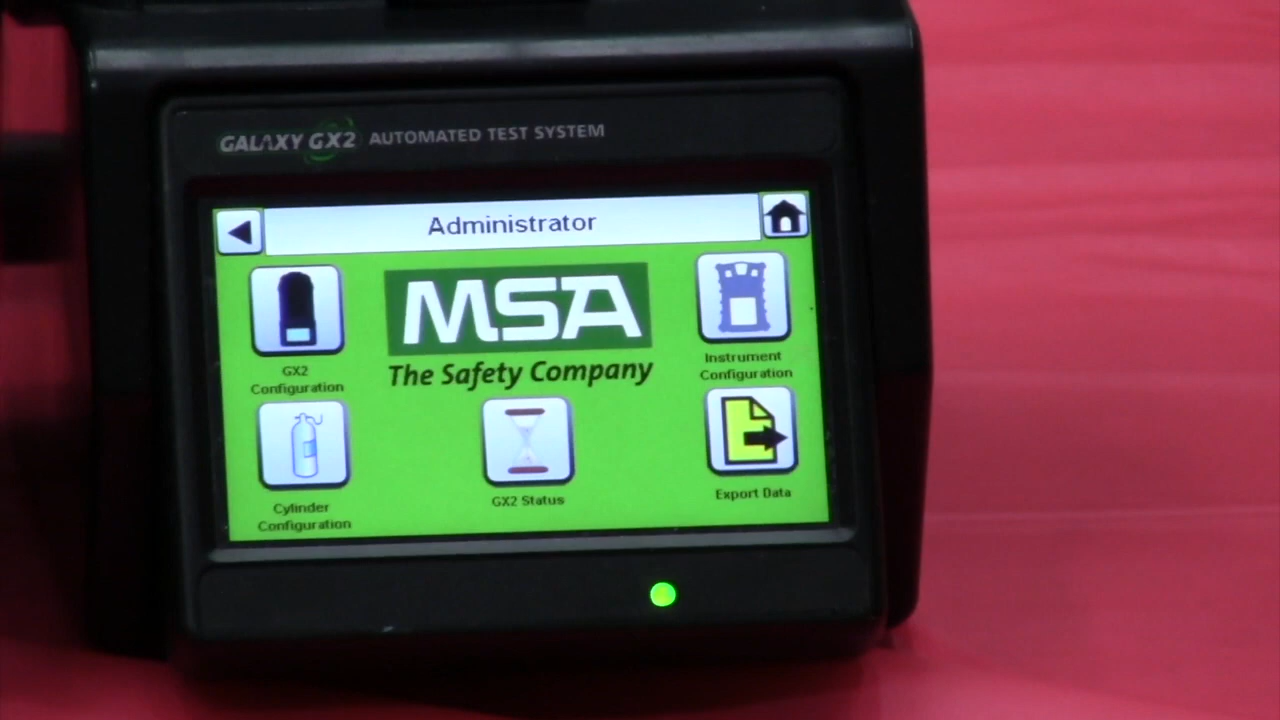 GALAXY GX2 AUTOMATED TEST SYSTEM
Administrator
MSA
The Safety Company
GX2
Configuration
Instrument
Configuration
Cylinder
Configuration
GX2 Status
Export Data